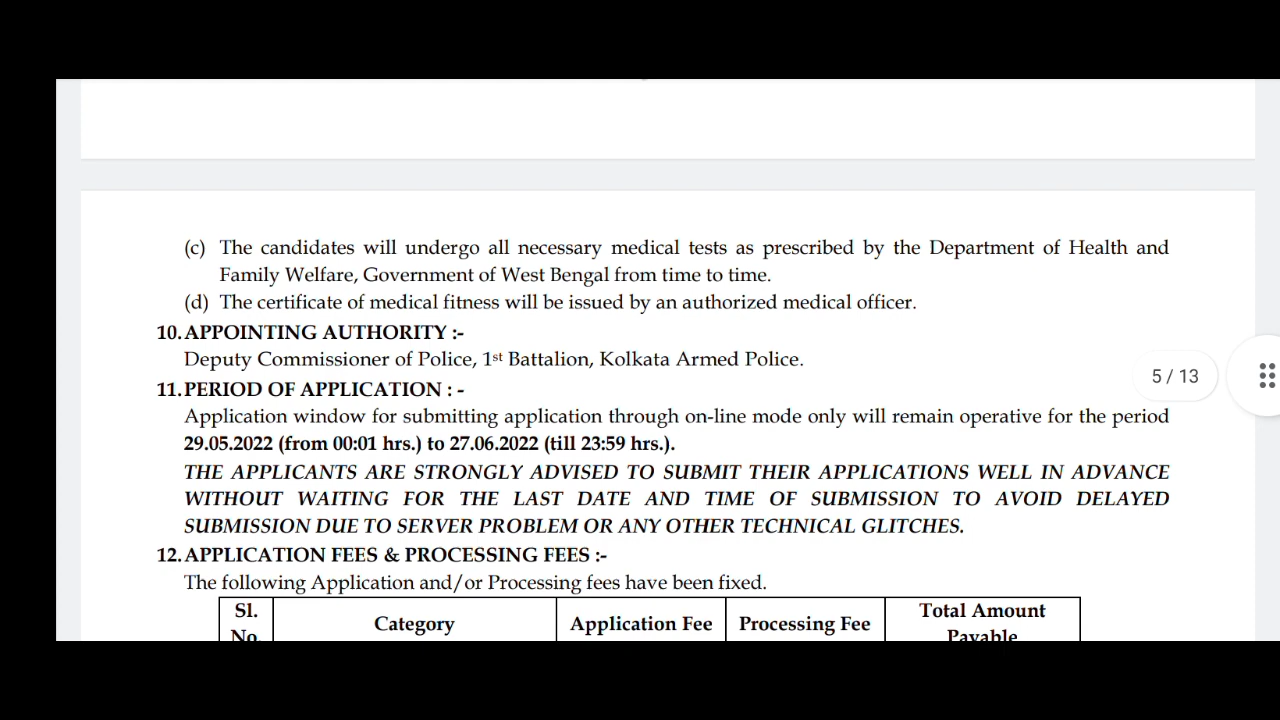 (c) The candidates will undergo all necessary medical tests as prescribed by the Department of Health and
Family Welfare, Government of West Bengal from time to time.
(d) The certificate of medical fitness will be issued by an authorized medical officer.
10. APPOINTING AUTHORITY :-
Deputy Commissioner of Police, 1st Battalion, Kolkata Armed Police.
11. PERIOD OF APPLICATION : -
5 / 13
Application window for submitting application through on-line mode only will remain operative for the period
29.05.2022 (from 00:01 hrs.) to 27.06.2022 (till 23:59 hrs.).
THE APPLICANTS ARE STRONGLY ADVISED TO SUBMIT THEIR APPLICATIONS WELL IN ADVANCE
WITHOUT WAITING FOR THE LAST DATE AND TIME OF SUBMISSION TO AVOID DELAYED
SUBMISSION DUE TO SERVER PROBLEM OR ANY OTHER TECHNICAL GLITCHES.
12. APPLICATION FEES & PROCESSING FEES :-
The following Application and/or Processing fees have been fixed.
Sl. No. Category Application Fee Processing Fee Total Amount Payable